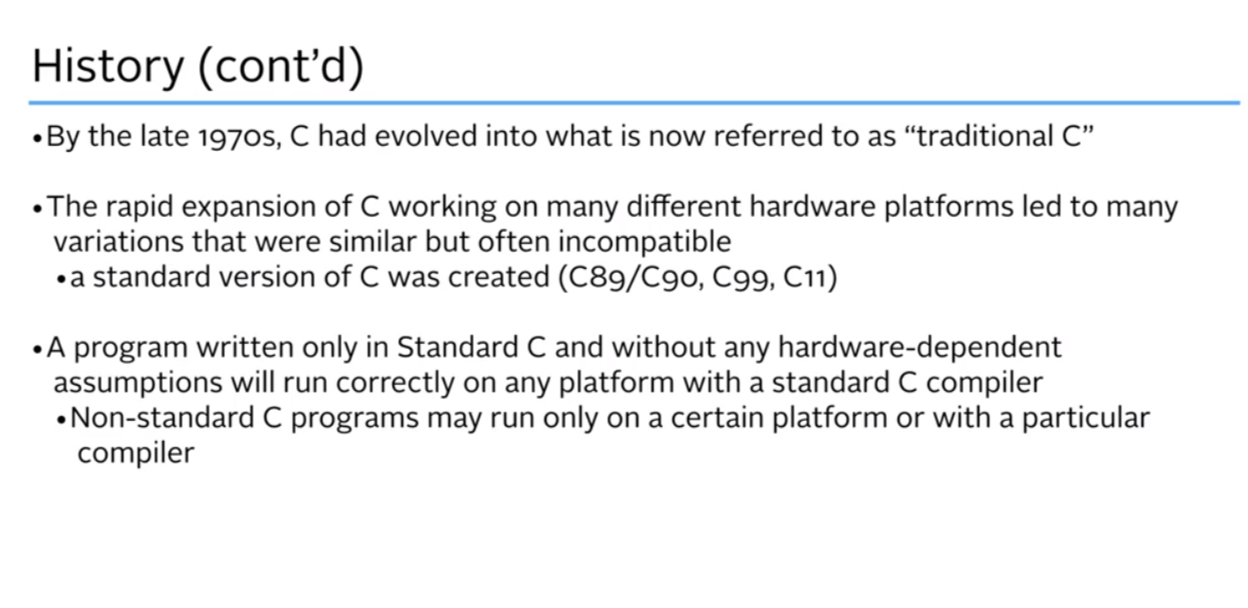 History (cont’d)
•By the late 1970s, C had evolved into what is now referred to as “traditional C”
•The rapid expansion of C working on many different hardware platforms led to many
variations that were similar but often incompatible
•a standard version of C was created (C89/C90, C99, C11)
•A program written only in Standard C and without any hardware-dependent
assumptions will run correctly on any platform with a standard C compiler
•Non-standard C programs may run only on a certain platform or with a particular
compiler